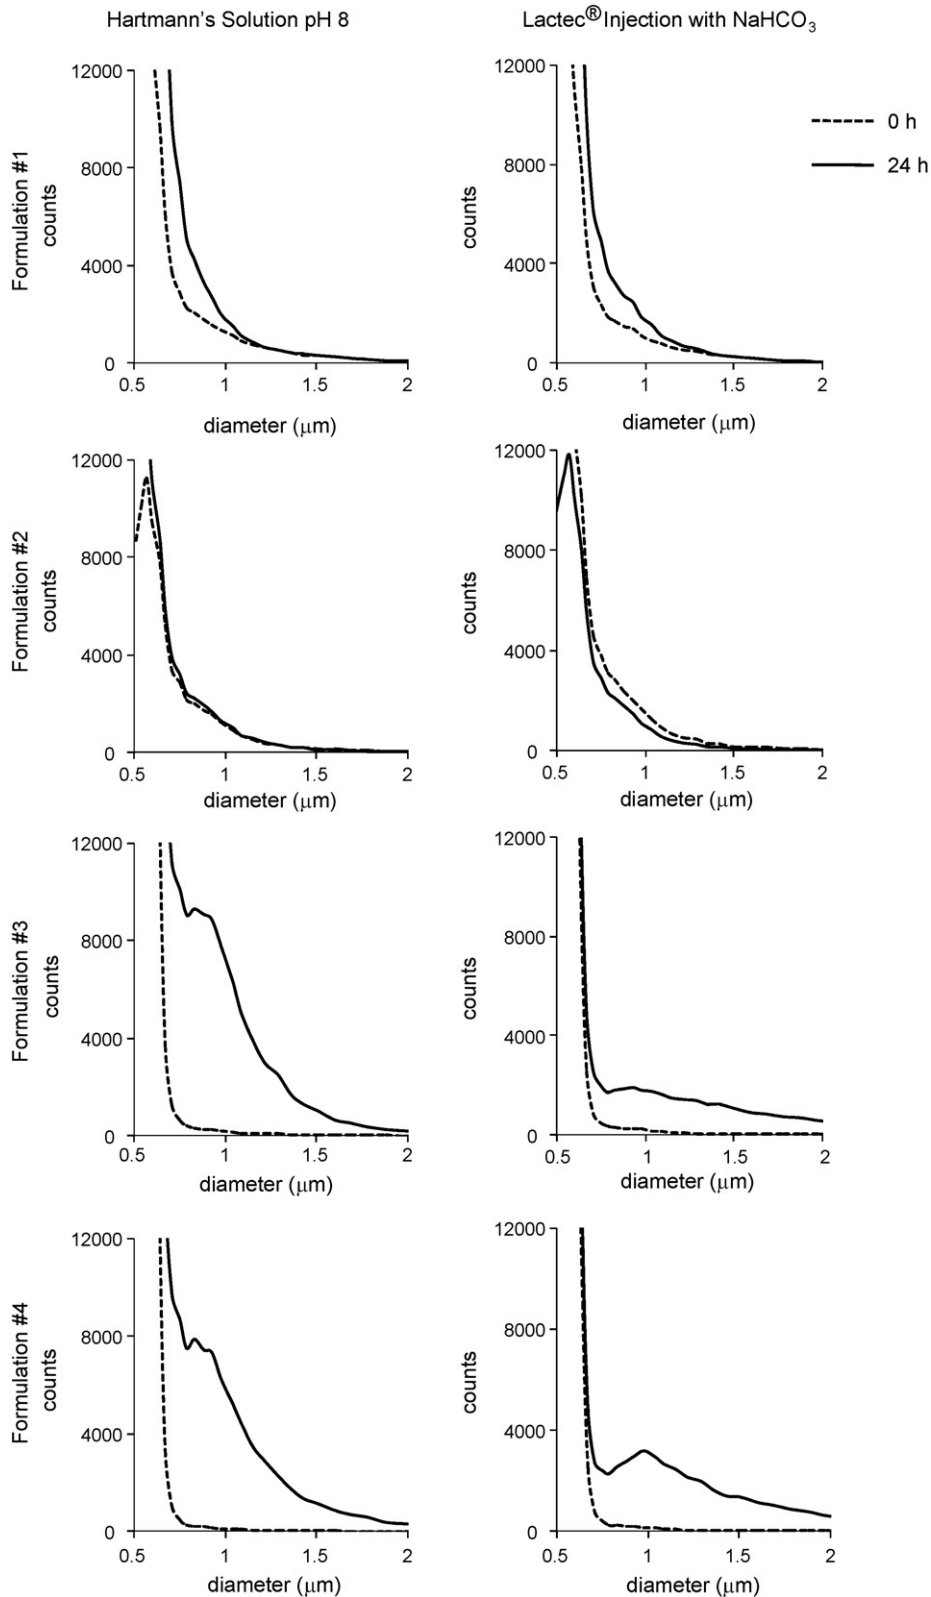 Hartmann's Solution pH 8
Lactec® Injection with NaHCO₃
0 h
24 h
Formulation #1
counts
12000
8000
4000
0
0.5
1
1.5
2
diameter (μm)
counts
12000
8000
4000
0
0.5
1
1.5
2
diameter (μm)
Formulation #2
counts
12000
8000
4000
0
0.5
1
1.5
2
diameter (μm)
counts
12000
8000
4000
0
0.5
1
1.5
2
diameter (μm)
Formulation #3
counts
12000
8000
4000
0
0.5
1
1.5
2
diameter (μm)
counts
12000
8000
4000
0
0.5
1
1.5
2
diameter (μm)
Formulation #4
counts
12000
8000
4000
0
0.5
1
1.5
2
diameter (μm)
counts
12000
8000
4000
0
0.5
1
1.5
2
diameter (μm)